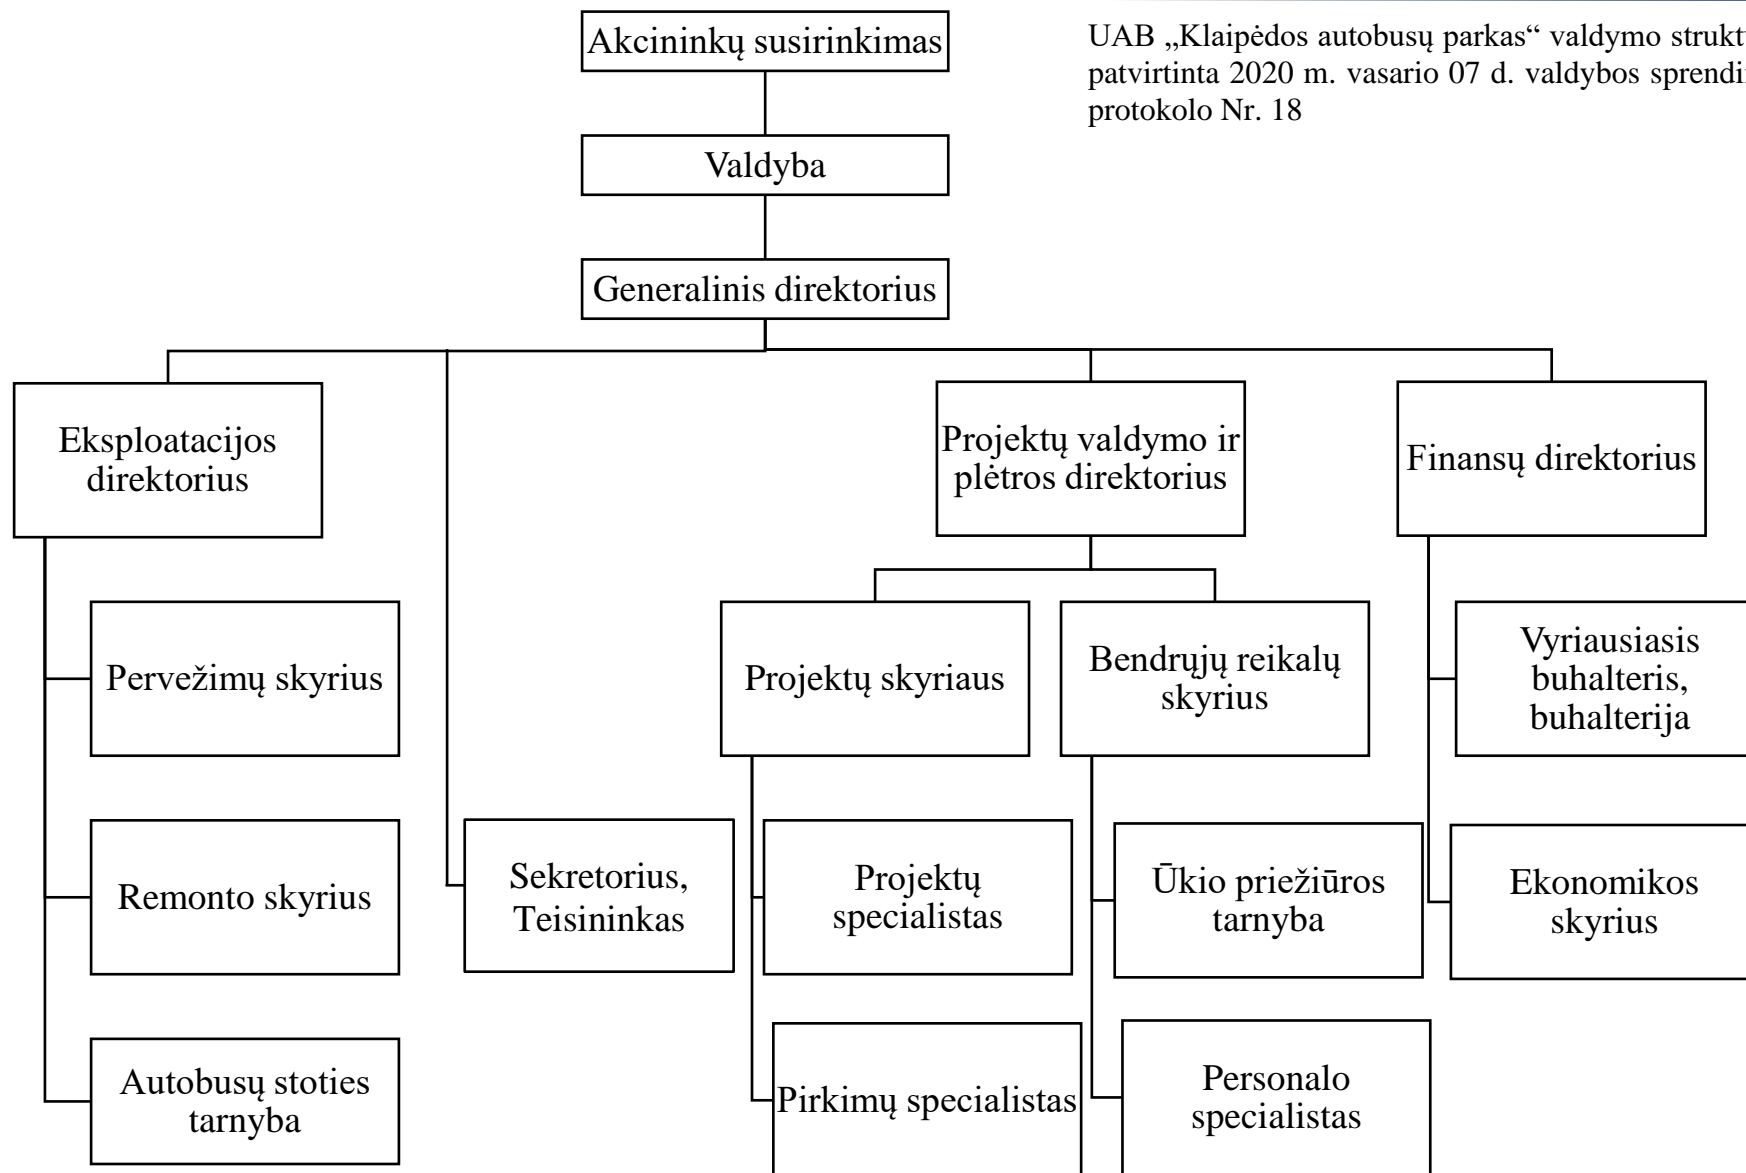 Akcininkų susirinkimas
UAB „Klaipėdos autobusų parkas“ valdymo
patvirtinta 2020 m. vasario 07 d. valdybos
protokolo Nr. 18
Valdyba
Generalinis direktorius
Eksploatacijos
direktorius
Projektų valdymo ir
plėtros direktorius
Finansų direktorius
Pervežimų skyrius
Projektų skyriaus
Bendrųjų reikalų
skyrius
Vyriausiasis
buhalteris,
buhalterija
Remonto skyrius
Sekretorius,
Teisininkas
Projektų
specialistas
Ūkio priežiūros
tarnyba
Ekonomikos
skyrius
Autobusų stoties
tarnyba
Pirkimų specialistas
Personalo
specialistas